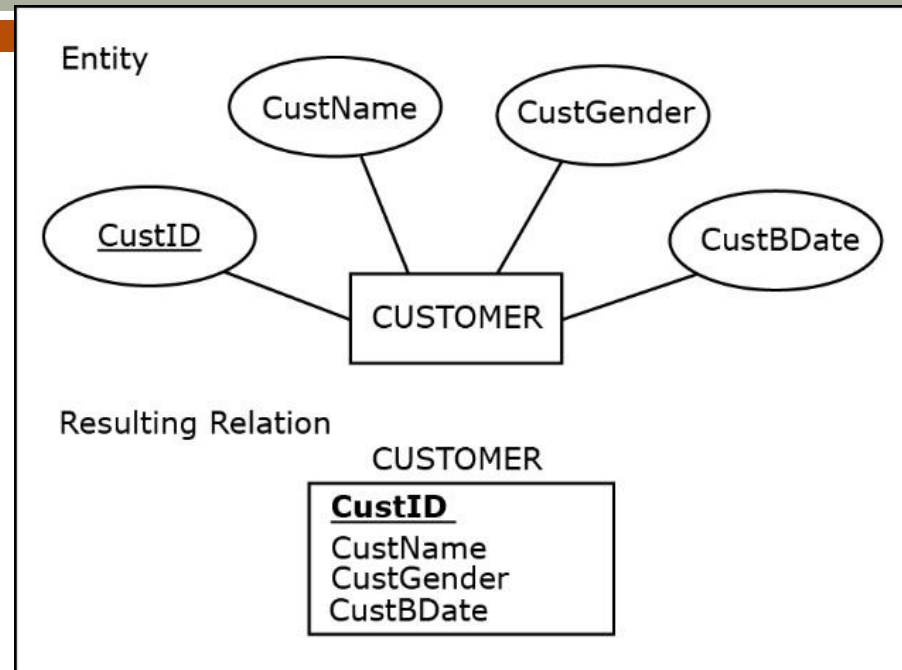 Entity
CustName
CustGender
CustID
CustBDate
CUSTOMER
Resulting Relation
CUSTOMER
CustID
CustName
CustGender
CustBDate